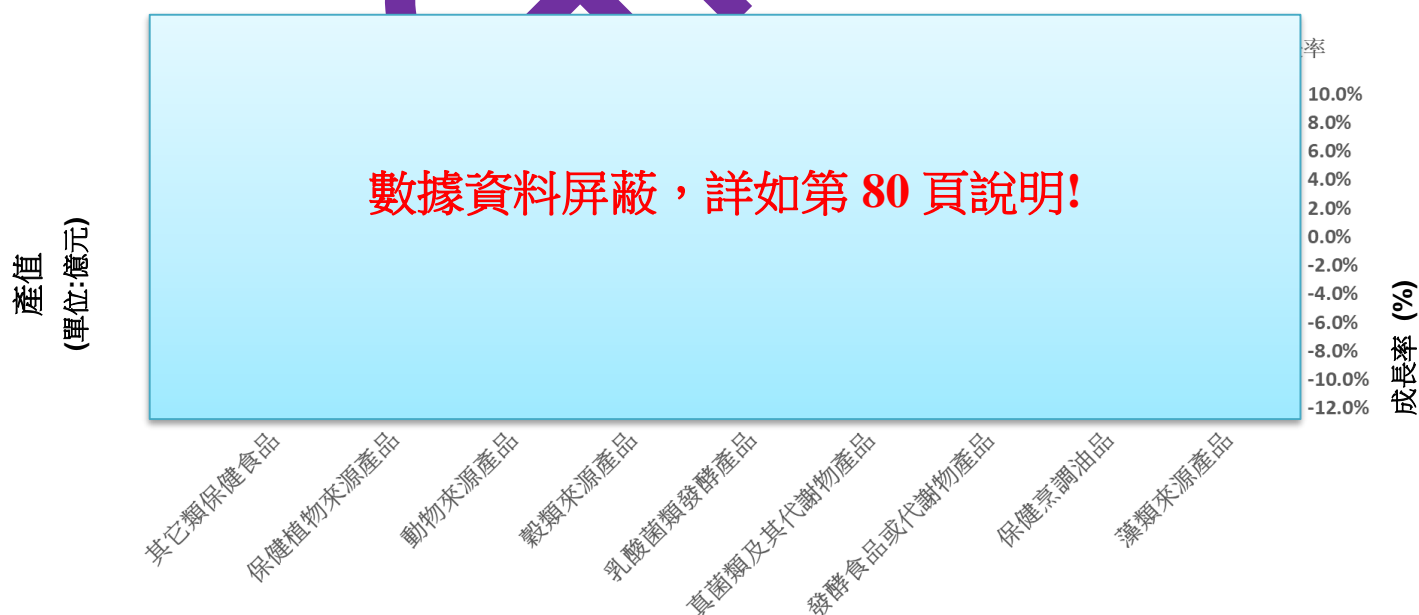 率
10.0%
8.0%
6.0%
4.0%
2.0%
0.0%
-2.0%
-4.0%
-6.0%
-8.0%
-10.0%
-12.0%
數據資料屏蔽，詳如第 80 頁說明!
產值
(單位:億元)
成長率 (%)
其它類保健食品
保健植物來源產品
動物來源產品
穀類來源產品
乳酸菌類發酵產品
真菌類及其代謝物產品
發酵食品或代謝物產品
保健烹調油品
藻類來源產品